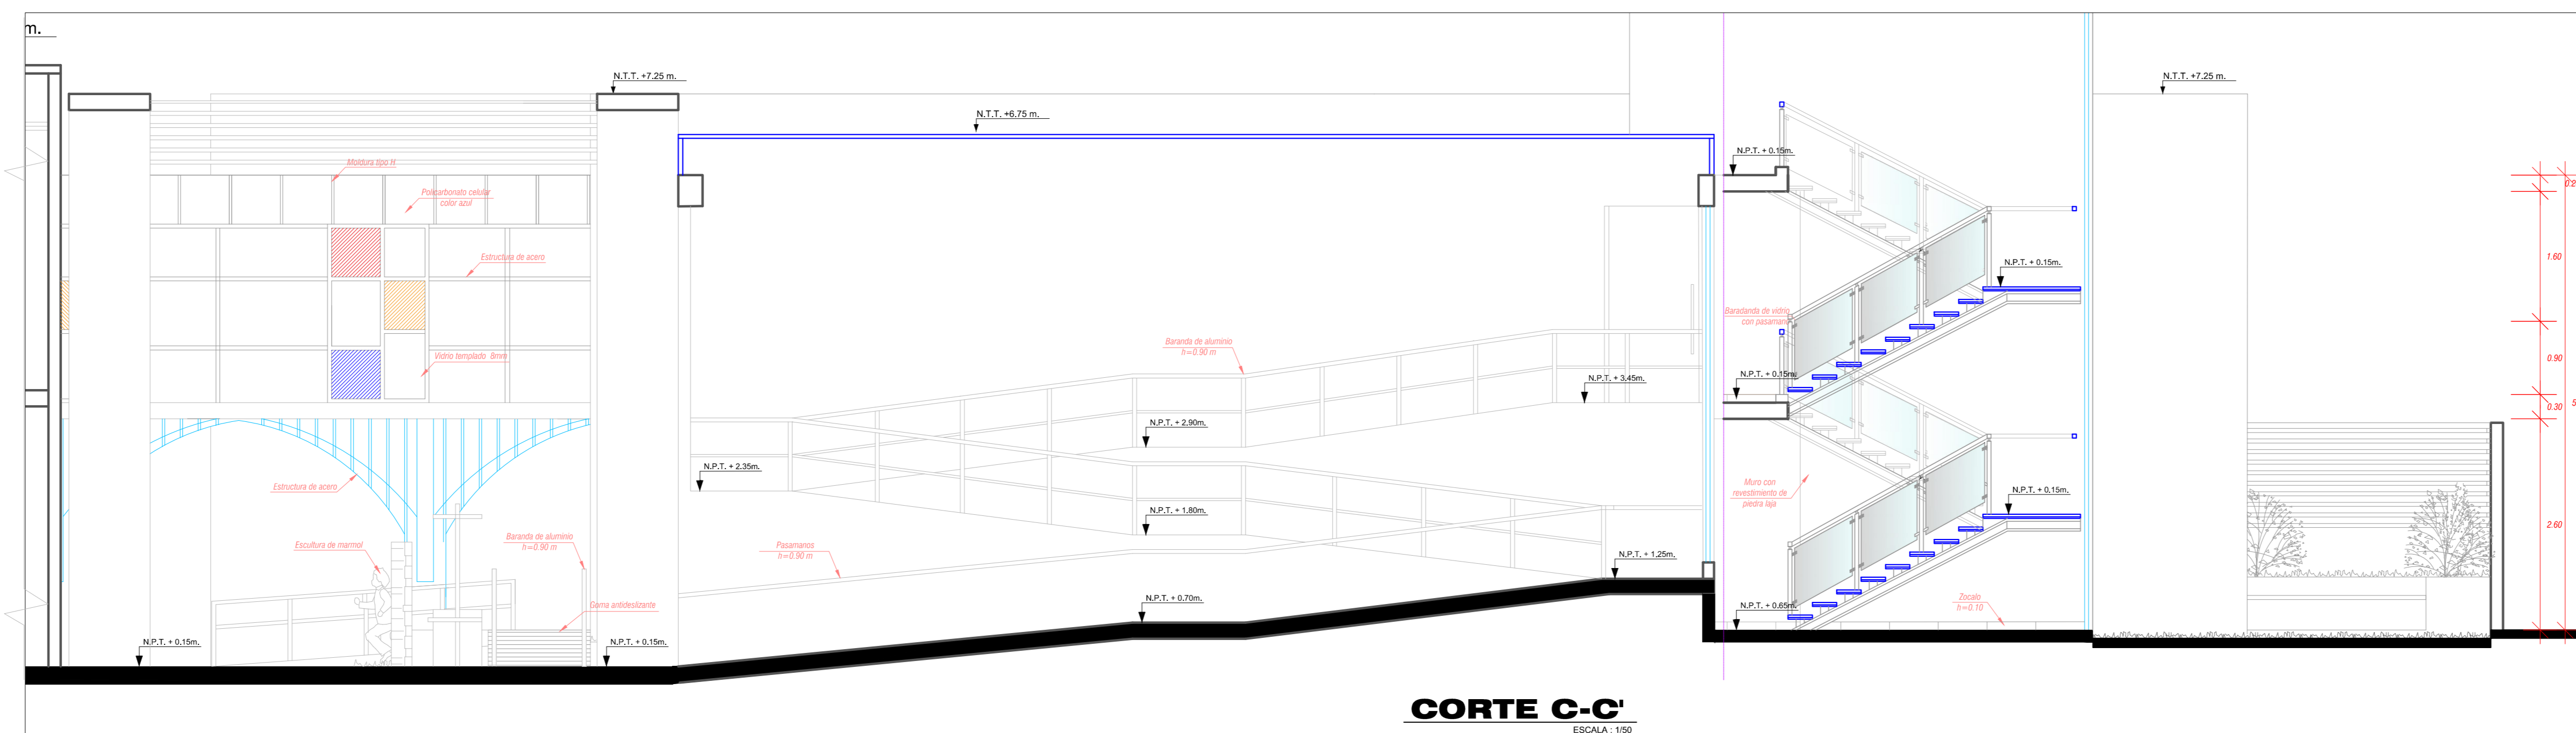 m.
N.T.T. +7.25 m.
N.T.T. +7.25 m.
N.T.T. +6.75 m.
N.P.T. + 0.15m.
Moldura tipo H
Policarbonato celular
color azul
0.2
Estructura de acero
1.60
N.P.T. + 0.15m.
Baradanda de vidrio
con pasamano
Baranda de aluminio
h=0.90 m
Vidrio templado 8mm
0.90
N.P.T. + 3,45m.
N.P.T. + 0.15m.
0.30
5
N.P.T. + 2.90m.
N.P.T. + 2.35m.
Estructura de acero
Muro con
revestimiento de
piedra laja
N.P.T. + 0.15m.
N.P.T. + 1.80m.
2.60
Baranda de aluminio
h=0.90 m
Escultura de marmol
Pasamanos
h=0.90 m
N.P.T. + 1.25m.
N.P.T. + 0.70m.
Goma antideslizante
N.P.T. + 0.65m.
Zocalo
h=0.10
N.P.T. + 0.15m.
N.P.T. + 0.15m.
CORTE C-C'
ESCALA : 1/50